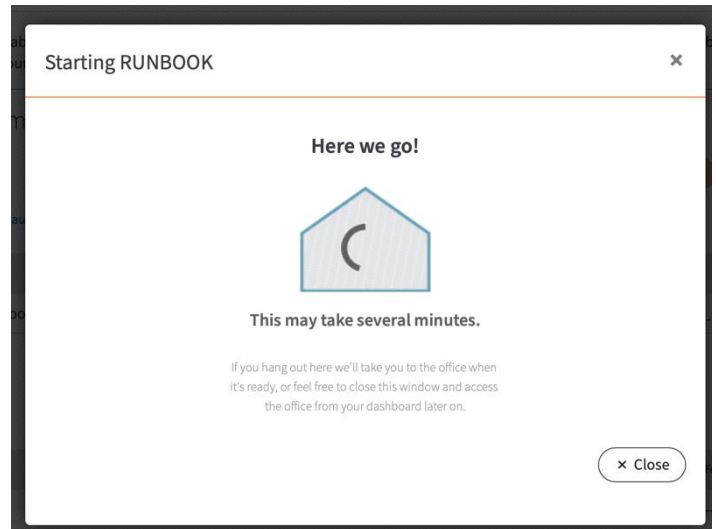 Starting RUNBOOK ×
Here we go!
This may take several minutes.
If you hang out here we'll take you to the office when
it's ready, or feel free to close this window and access
the office from your dashboard later on.
× Close